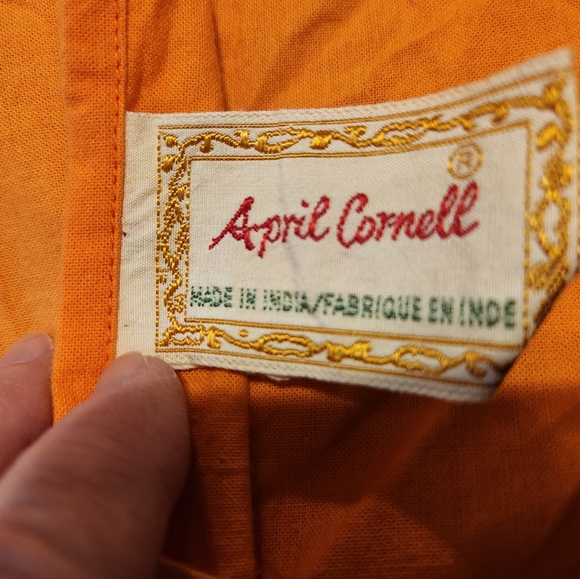 ®
April Cornell
MADE IN INDIA/FABRIQUE EN INDE